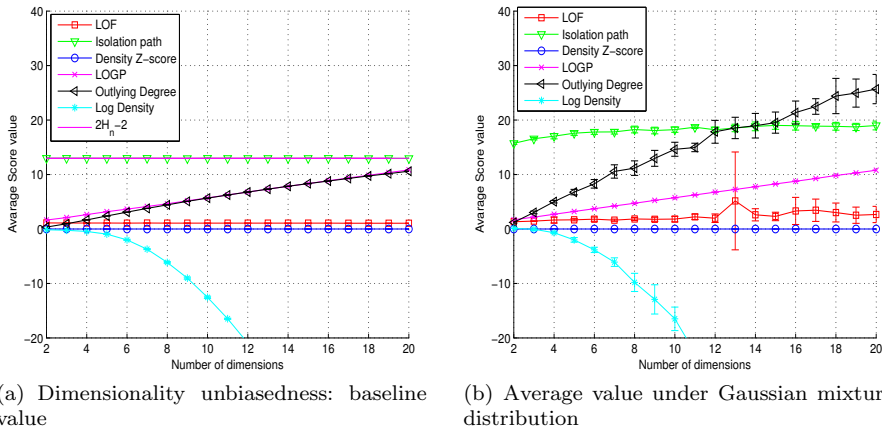 40
30
20
10
0
−10
−20
Avarage Score value
2 4 6 8 10 12 14 16 18 20
Number of dimensions
LOF
Isolation path
Density Z−score
LOGP
Outlying Degree
Log Density
2Hn−2
(a) Dimensionality unbiasedness: baseline
value
40
30
20
10
0
−10
−20
Avarage Score value
2 4 6 8 10 12 14 16 18 20
Number of dimensions
LOF
Isolation path
Density Z−score
LOGP
Outlying Degree
Log Density
(b) Average value under Gaussian mixtur
distribution